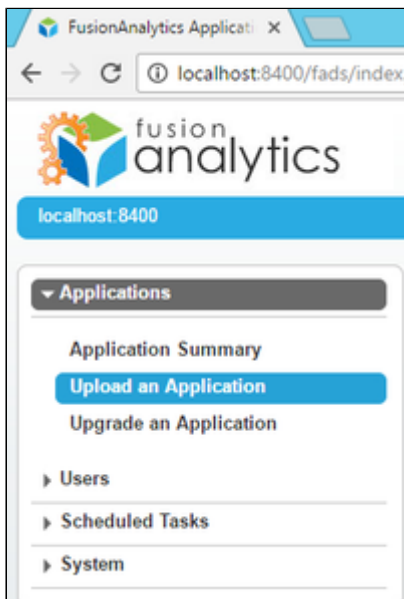 FusionAnalytics Applicati
localhost:8400/fads/index
fusion
analytics
localhost:8400
Applications
Application Summary
Upload an Application
Upgrade an Application
Users
Scheduled Tasks
System